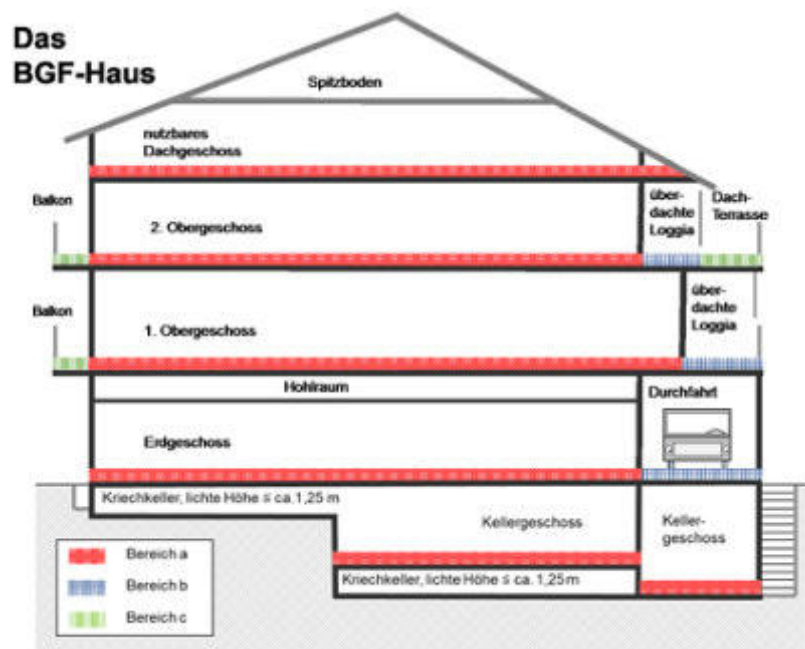 Das
BGF-Haus
Spitzboden
nutzbares
Dachgeschoss
Balkon
2. Obergeschoss
über-
dachte
Loggia
Dach-
Terrasse
Balkon
1. Obergeschoss
über-
dachte
Loggia
Hohlraum
Durchfahrt
Erdgeschoss
Kriechkeller, lichte Höhe ≤ ca. 1,25 m
Kellergeschoss
Keller-
geschoss
Kriechkeller, lichte Höhe ≤ ca. 1,25 m
Bereich a
Bereich b
Bereich c